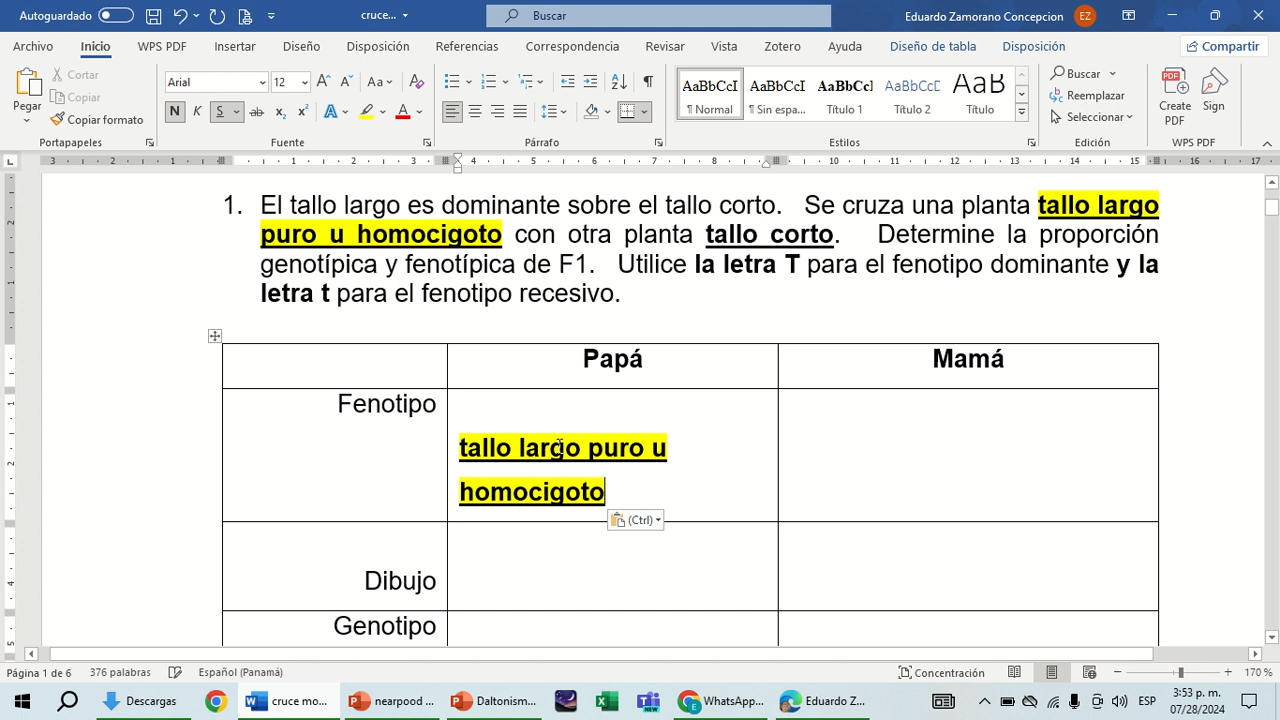 Autoguardado
cruce...
Buscar
Eduardo Zamorano Concepcion
EZ
Archivo Inicio WPS PDF Insertar Diseño Disposición Referencias Correspondencia Revisar Vista Zotero Ayuda Diseño de tabla Disposición Compartir
Pegar
Cortar
Copiar
Copiar formato
Portapapeles
Arial 12
N K S ab x₂ x²
Fuente
Párrafo
AaBbCcI AaBbCcI AaBbCcI AaBbCcD AaB
¶ Normal ¶ Sin espa... Título 1 Título 2 Título
Estilos
Buscar
Reemplazar
Seleccionar
Edición
Create PDF
Sign
WPS PDF
1. El tallo largo es dominante sobre el tallo corto. Se cruza una planta tallo largo
puro u homocigoto con otra planta tallo corto. Determine la proporción
genotípica y fenotípica de F1. Utilice la letra T para el fenotipo dominante y la
letra t para el fenotipo recesivo.
Papá Mamá
Fenotipo
tallo largo puro u
homocigoto
(Ctrl)
Dibujo
Genotipo
Página 1 de 6 376 palabras Español (Panamá) Concentración 170 %
Descargas cruce mo... nearpood ... Daltonism... WhatsApp... Eduardo Z... ESP 3:53 p. m.
07/28/2024